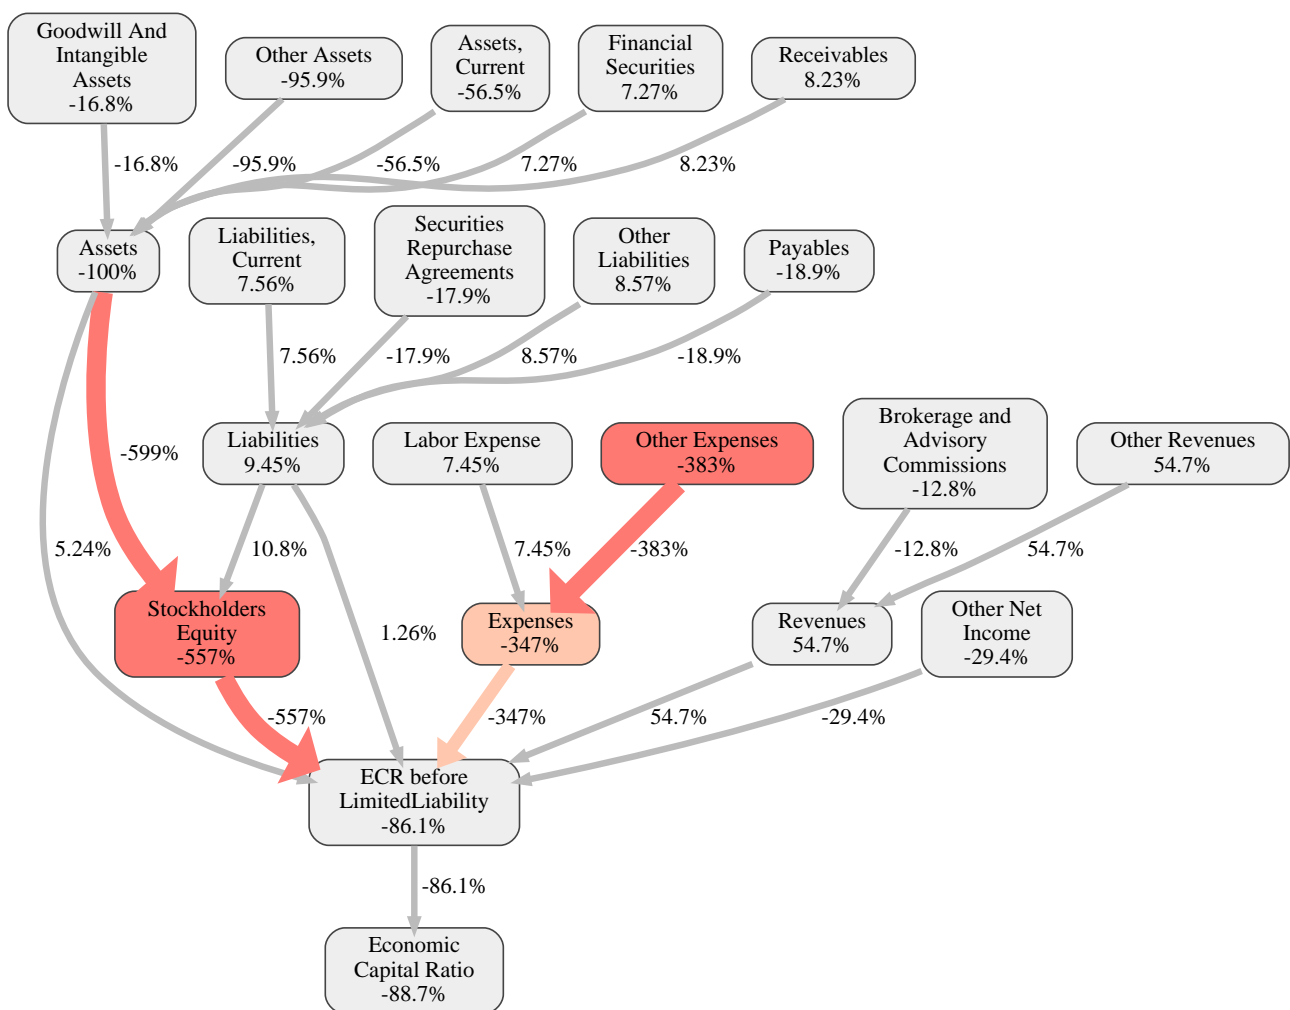 Goodwill And
Intangible
Assets
-16.8%
Other Assets
-95.9%
Assets,
Current
-56.5%
Financial
Securities
7.27%
Receivables
8.23%
-16.8%
-95.9%
-56.5%
7.27%
8.23%
Assets
-100%
Liabilities,
Current
7.56%
Securities
Repurchase
Agreements
-17.9%
Other
Liabilities
8.57%
Payables
-18.9%
7.56%
-17.9%
8.57%
-18.9%
-599%
Liabilities
9.45%
Labor Expense
7.45%
Other Expenses
-383%
Brokerage and
Advisory
Commissions
-12.8%
Other Revenues
54.7%
5.24%
10.8%
7.45%
-383%
-12.8%
54.7%
Stockholders
Equity
-557%
1.26%
Expenses
-347%
Revenues
54.7%
Other Net
Income
-29.4%
-557%
-347%
54.7%
-29.4%
ECR before
LimitedLiability
-86.1%
-86.1%
Economic
Capital Ratio
-88.7%